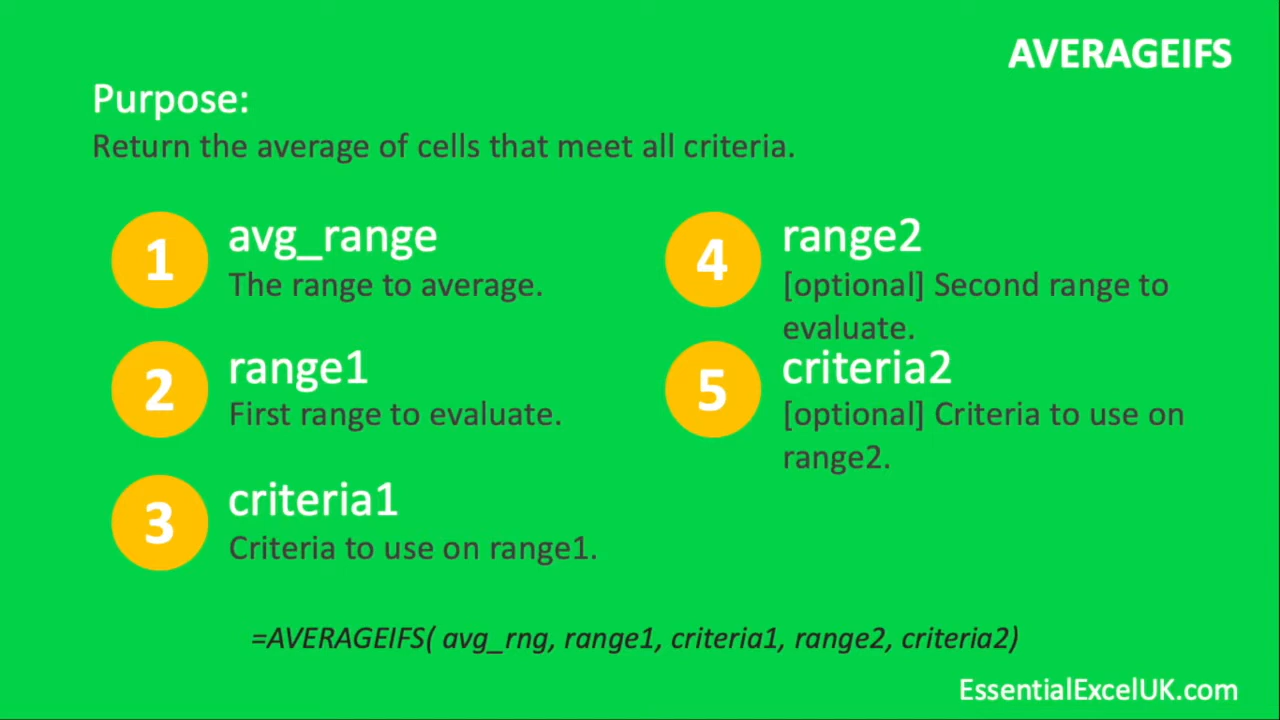 AVERAGEIFS
Purpose:
Return the average of cells that meet all criteria.
1
avg_range
The range to average.
2
range1
First range to evaluate.
3
criteria1
Criteria to use on range1.
4
range2
[optional] Second range to
evaluate.
5
criteria2
[optional] Criteria to use on
range2.
=AVERAGEIFS( avg_rng, range1, criteria1, range2, criteria2)
EssentialExcelUK.com